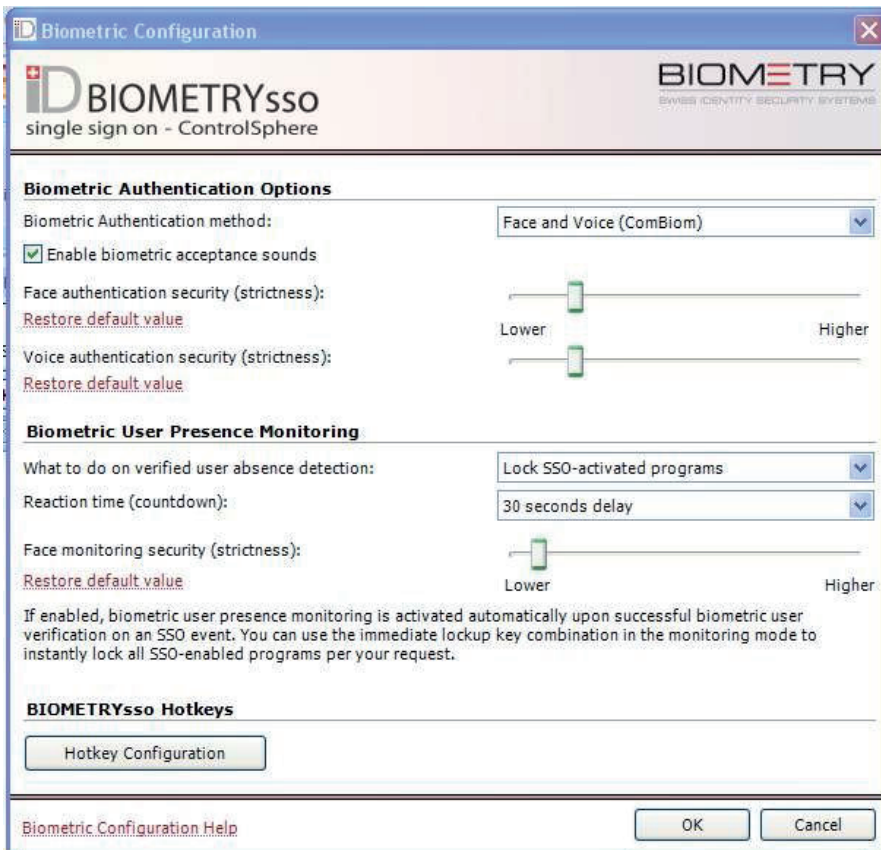 iD Biometric Configuration
iD BIOMETRYsso
single sign on - ControlSphere
BIOMETRY
SWISS IDENTITY SECURITY SYSTEMS
Biometric Authentication Options
Biometric Authentication method:
Face and Voice (ComBiom)
Enable biometric acceptance sounds
Face authentication security (strictness):
Restore default value
Lower
Higher
Voice authentication security (strictness):
Restore default value
Biometric User Presence Monitoring
What to do on verified user absence detection:
Lock SSO-activated programs
Reaction time (countdown):
30 seconds delay
Face monitoring security (strictness):
Restore default value
Lower
Higher
If enabled, biometric user presence monitoring is activated automatically upon successful biometric user
verification on an SSO event. You can use the immediate lockup key combination in the monitoring mode to
instantly lock all SSO-enabled programs per your request.
BIOMETRYsso Hotkeys
Hotkey Configuration
Biometric Configuration Help
OK
Cancel